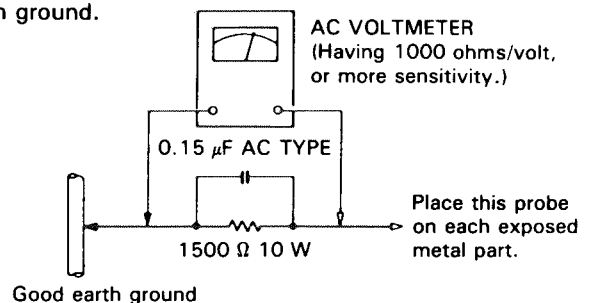 n ground.
AC VOLTMETER
(Having 1000 ohms/volt,
or more sensitivity.)
0.15 µF AC TYPE
1500 Ω 10 W
Place this probe
on each exposed
metal part.
Good earth ground